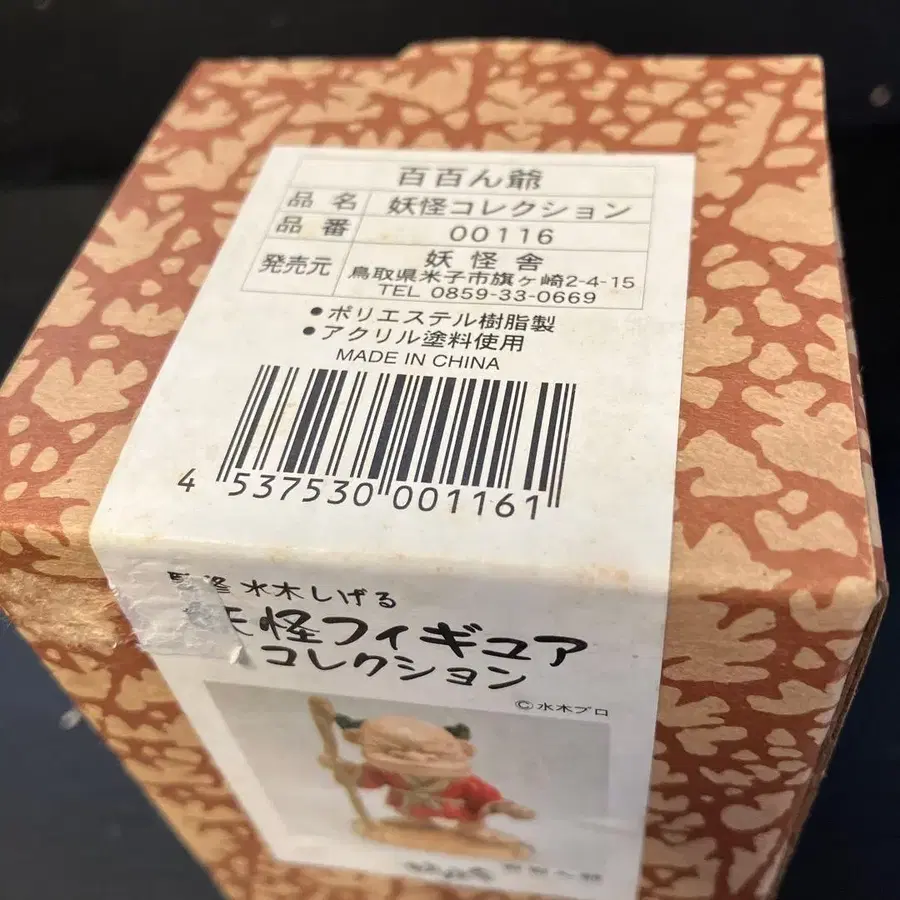 百百ん爺
品名 妖怪コレクション
品番 00116
発売元 妖怪舎
鳥取県米子市旗ヶ崎2-4-15
TEL 0859-33-0669
●ポリエステル樹脂製
●アクリル塗料使用
MADE IN CHINA
4 537530 001161
監修 水木しげる
妖怪フィギュア
コレクション
©水木プロ